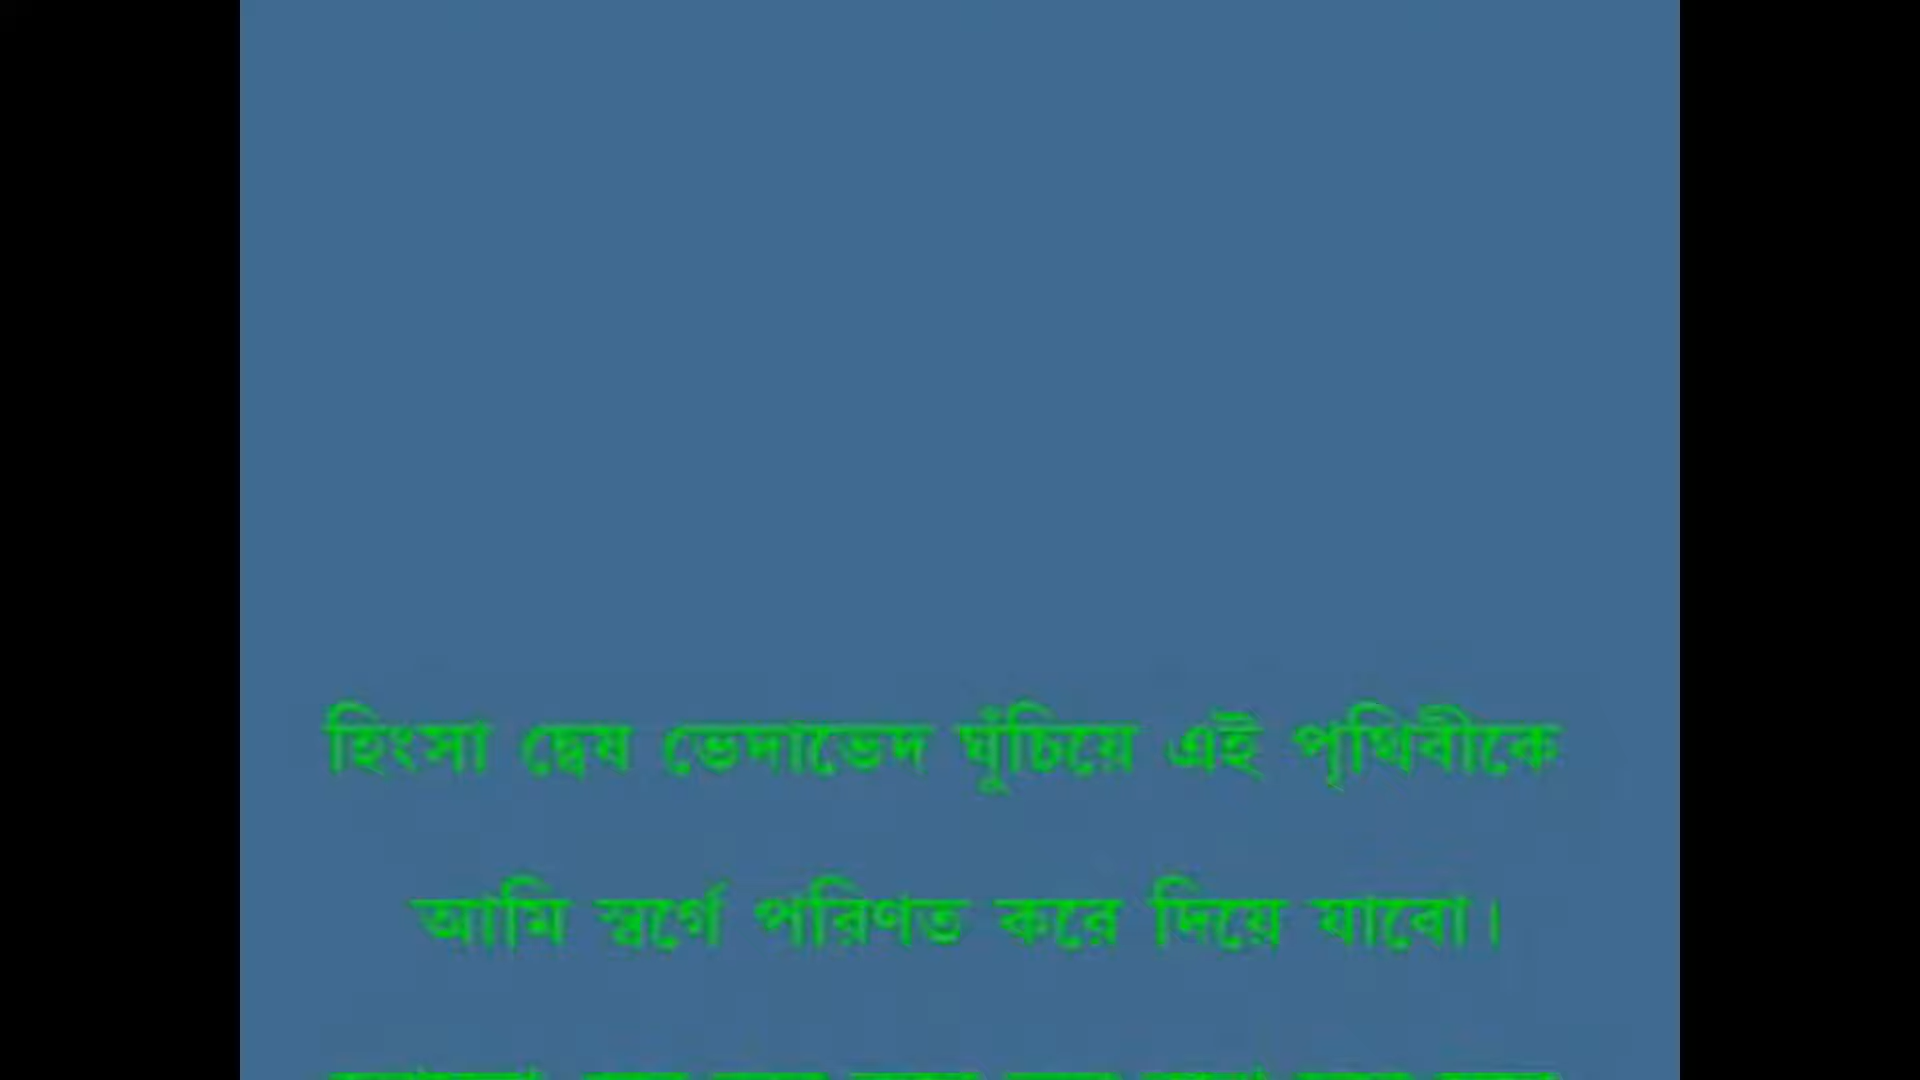 হিংসা দ্বেষ ভেদাভেদ ঘুঁচিয়ে এই পৃথিবীকে
আমি স্বর্গে পরিণত করে দিয়ে যাবো।